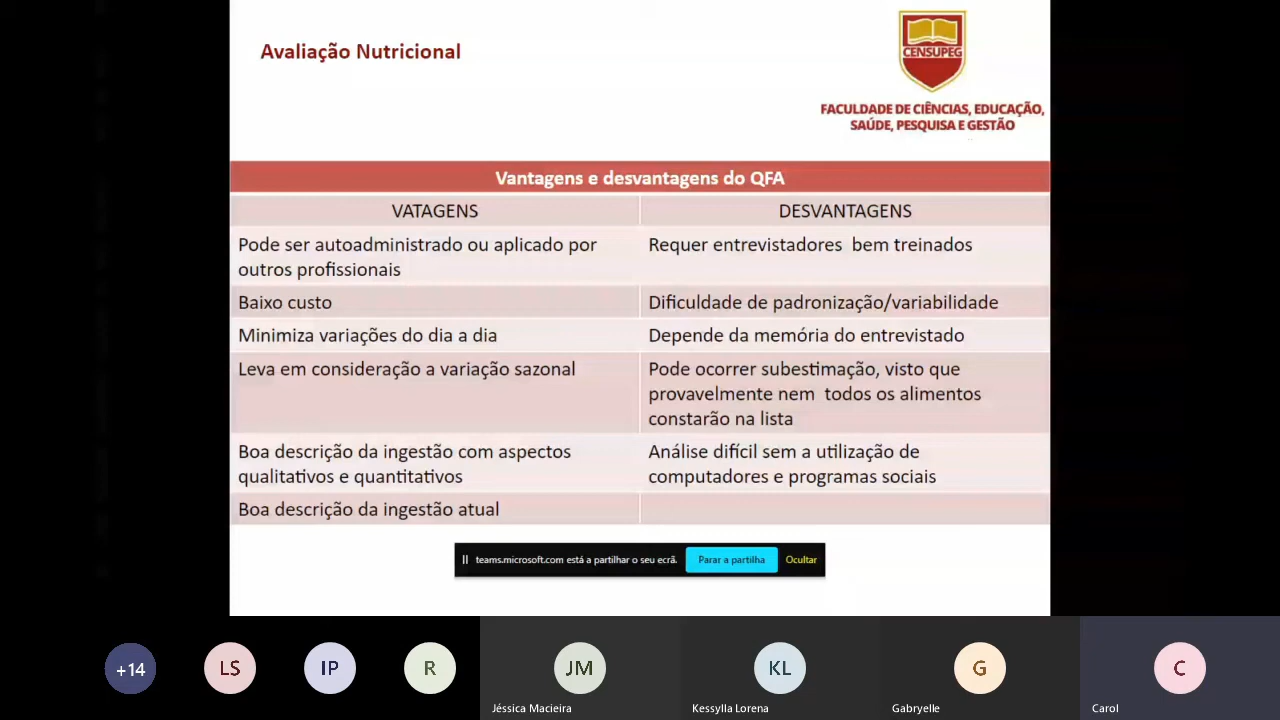 Avaliação Nutricional
CENSUPEG
FACULDADE DE CIÊNCIAS, EDUCAÇÃO,
SAÚDE, PESQUISA E GESTÃO
Vantagens e desvantagens do QFA
VATAGENS
DESVANTAGENS
Pode ser autoadministrado ou aplicado por
outros profissionais
Requer entrevistadores bem treinados
Baixo custo
Dificuldade de padronização/variabilidade
Minimiza variações do dia a dia
Depende da memória do entrevistado
Leva em consideração a variação sazonal
Pode ocorrer subestimação, visto que
provavelmente nem todos os alimentos
constarão na lista
Boa descrição da ingestão com aspectos
qualitativos e quantitativos
Análise difícil sem a utilização de
computadores e programas sociais
Boa descrição da ingestão atual
teams.microsoft.com está a partilhar o seu ecrã.
Parar a partilha
Ocultar
+14
LS
IP
R
JM
KL
G
C
Jéssica Macieira
Kessylla Lorena
Gabryelle
Carol